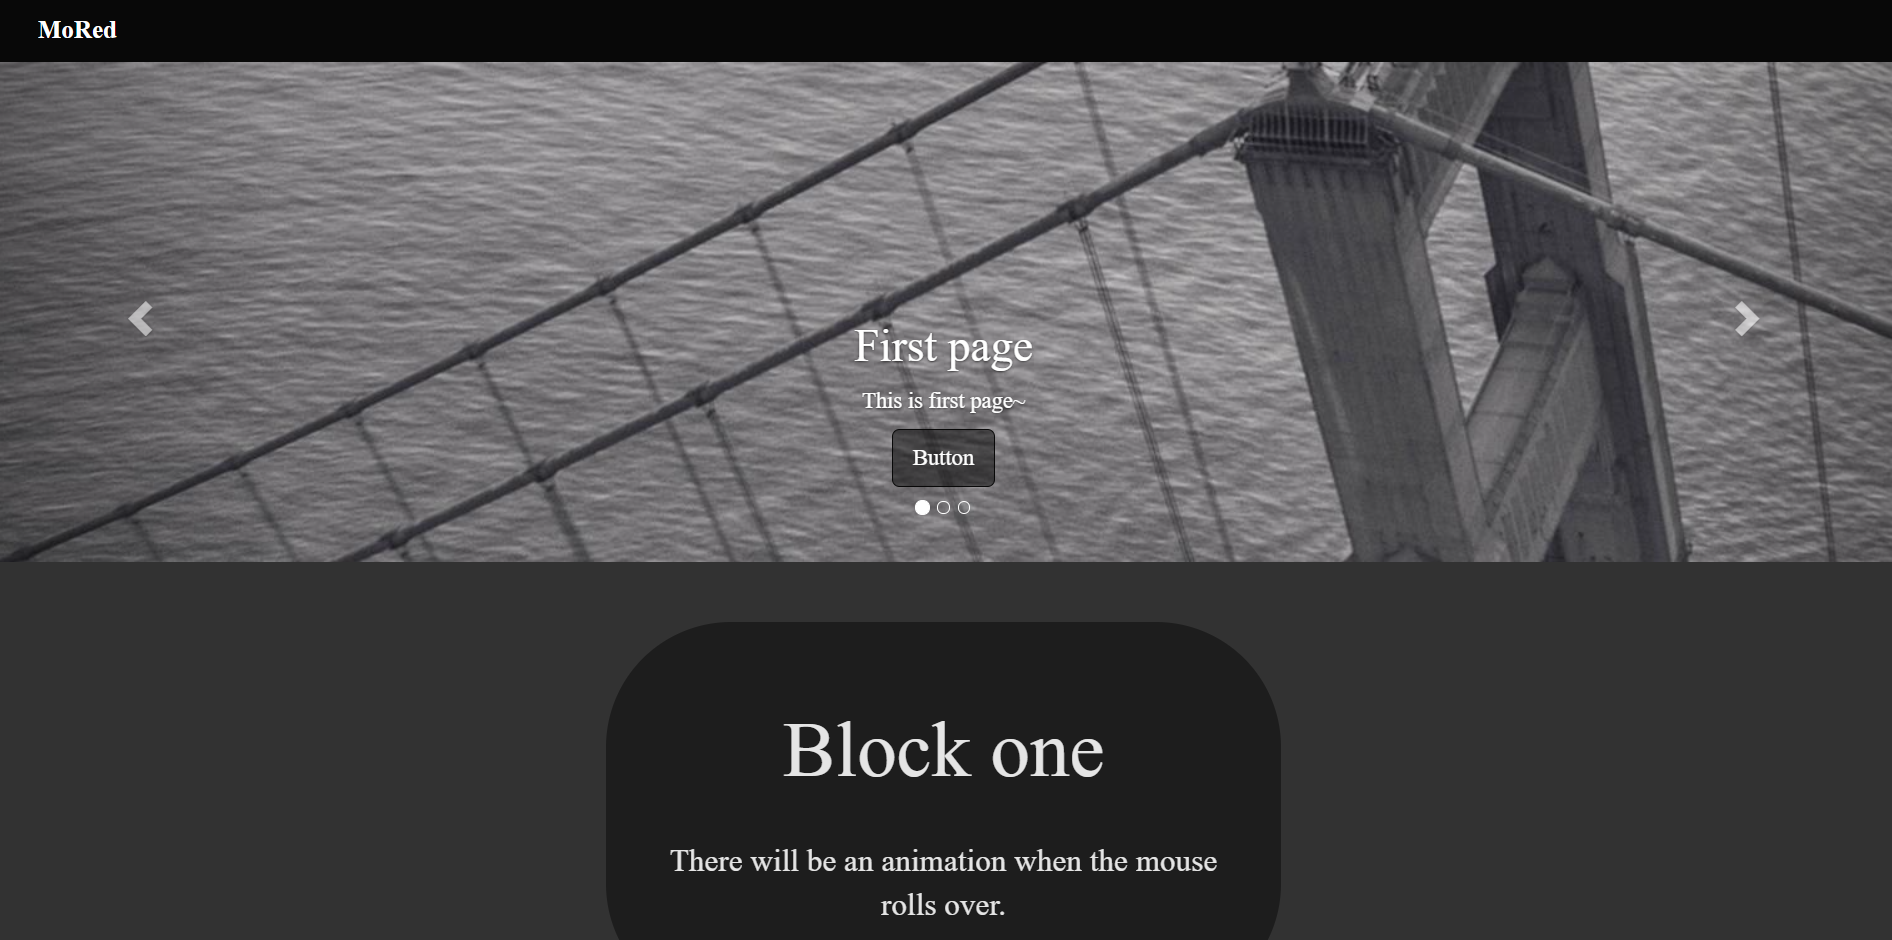 MoRed
First page
This is first page~
Button
Block one
There will be an animation when the mouse
rolls over.